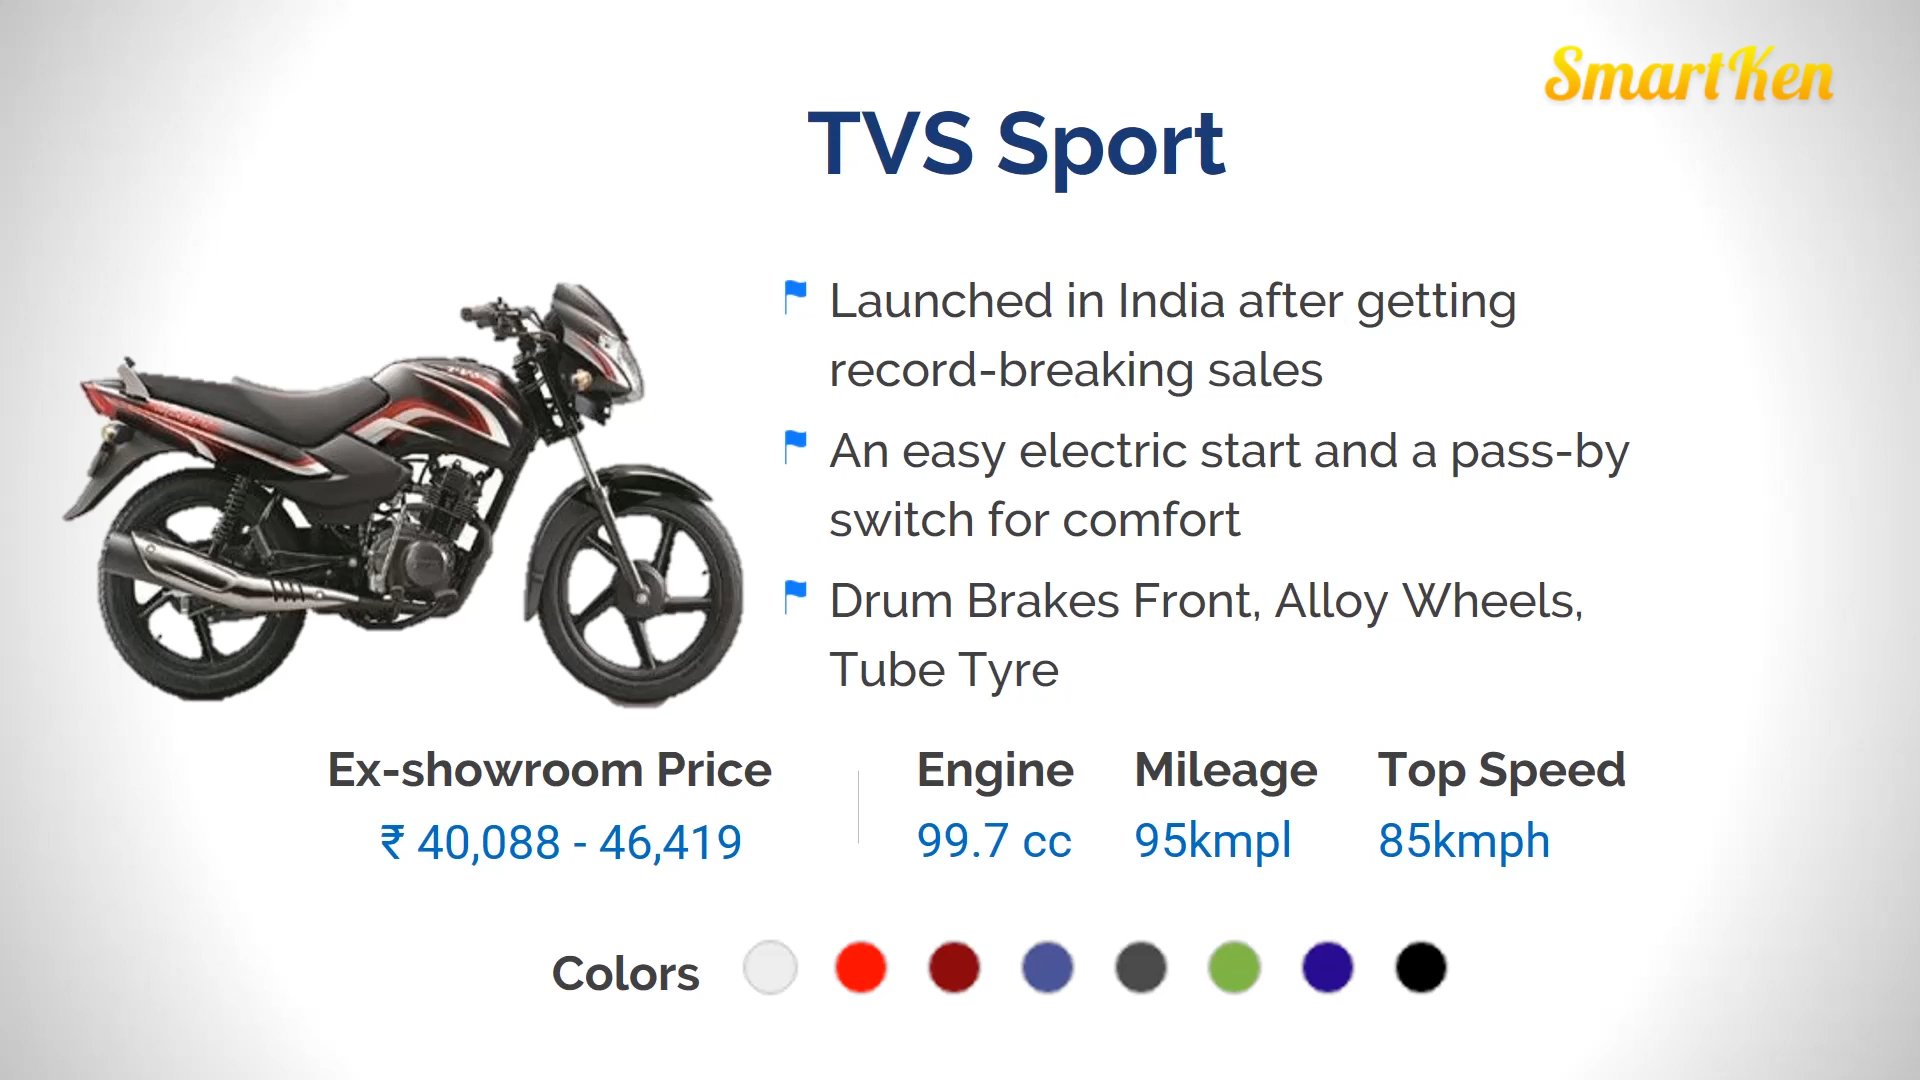 SmartKen
TVS Sport
Launched in India after getting
record-breaking sales
An easy electric start and a pass-by
switch for comfort
Drum Brakes Front, Alloy Wheels,
Tube Tyre
Ex-showroom Price
₹ 40,088 - 46,419
Engine
99.7 cc
Mileage
95kmpl
Top Speed
85kmph
Colors
TVS